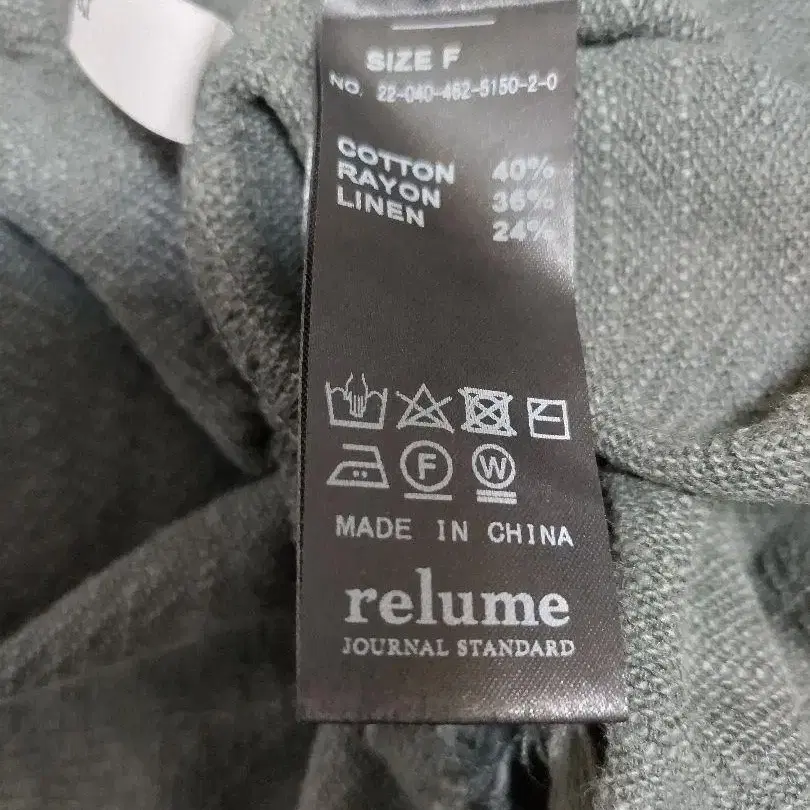 SIZE F
NO. 22-040-462-5150-2-0
COTTON 40%
RAYON 36%
LINEN 24%
F W
MADE IN CHINA
relume
JOURNAL STANDARD